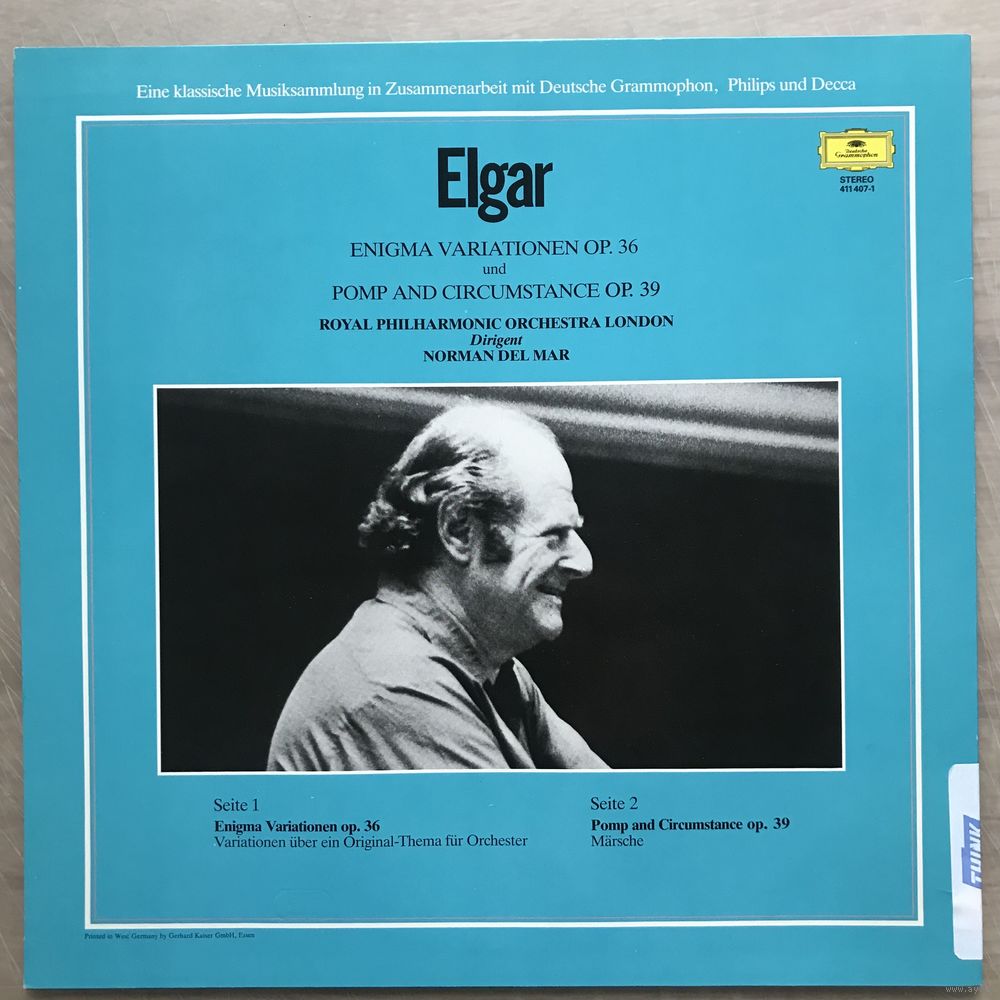 Eine klassische Musiksammlung in Zusammenarbeit mit Deutsche Grammophon, Philips und Decca
Deutsche
Grammophon
STEREO
411 407-1
Elgar
ENIGMA VARIATIONEN OP. 36
und
POMP AND CIRCUMSTANCE OP. 39
ROYAL PHILHARMONIC ORCHESTRA LONDON
Dirigent
NORMAN DEL MAR
Seite 1
Enigma Variationen op. 36
Variationen über ein Original-Thema für Orchester
Seite 2
Pomp and Circumstance op. 39
Märsche
Printed in West Germany by Gerhard Kaiser GmbH, Essen
www.ay